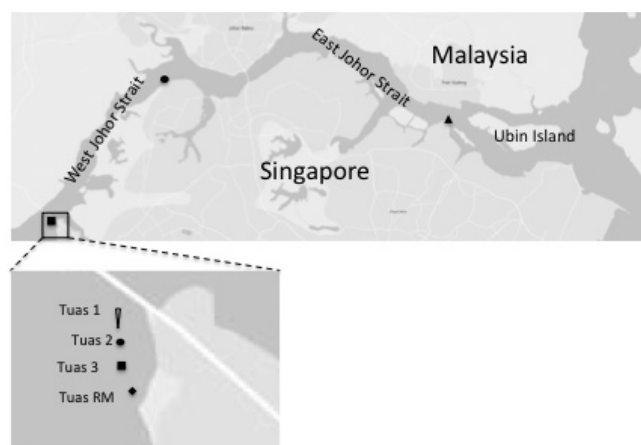 East Johor Strait
Malaysia
West Johor Strait
Ubin Island
Singapore
Tuas 1
Tuas 2
Tuas 3
Tuas RM